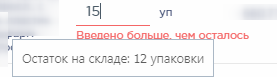 15 уп
Введено больше, чем осталось
Остаток на складе: 12 упаковки